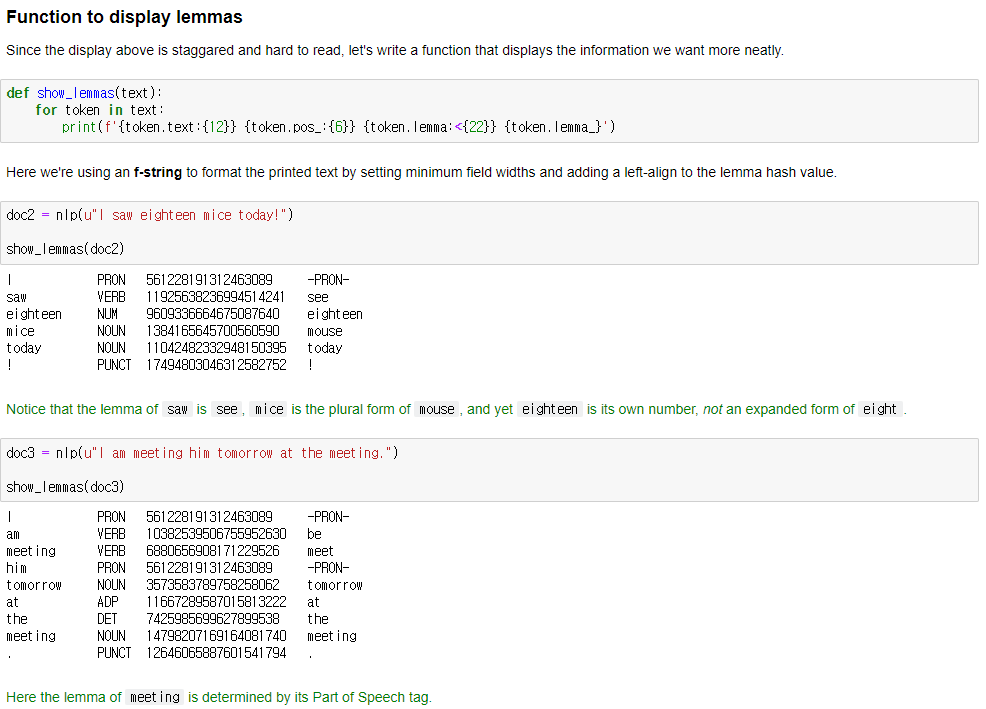 Function to display lemmas
Since the display above is staggared and hard to read, let's write a function that displays the information we want more neatly.
def show_lemmas(text):
    for token in text:
        print(f'{token.text:{12}} {token.pos_:{6}} {token.lemma:<{22}} {token.lemma_}')
Here we're using an f-string to format the printed text by setting minimum field widths and adding a left-align to the lemma hash value.
doc2 = nlp(u"I saw eighteen mice today!")
show_lemmas(doc2)
I            PRON   561228191312463089     -PRON-
saw          VERB   11925638236994514241   see
eighteen     NUM    9609336664675087640    eighteen
mice         NOUN   1384165645700560590    mouse
today        NOUN   11042482332948150395   today
!            PUNCT  17494803046312582752   !
Notice that the lemma of saw is see, mice is the plural form of mouse, and yet eighteen is its own number, not an expanded form of eight.
doc3 = nlp(u"I am meeting him tomorrow at the meeting.")
show_lemmas(doc3)
I            PRON   561228191312463089     -PRON-
am           VERB   10382539506755952630   be
meeting      VERB   6880656908171229526    meet
him          PRON   561228191312463089     -PRON-
tomorrow     NOUN   3573583789758258062    tomorrow
at           ADP    11667289587015813222   at
the          DET    7425985699627899538    the
meeting      NOUN   14798207169164081740   meeting
.            PUNCT  12646065887601541794   .
Here the lemma of meeting is determined by its Part of Speech tag.